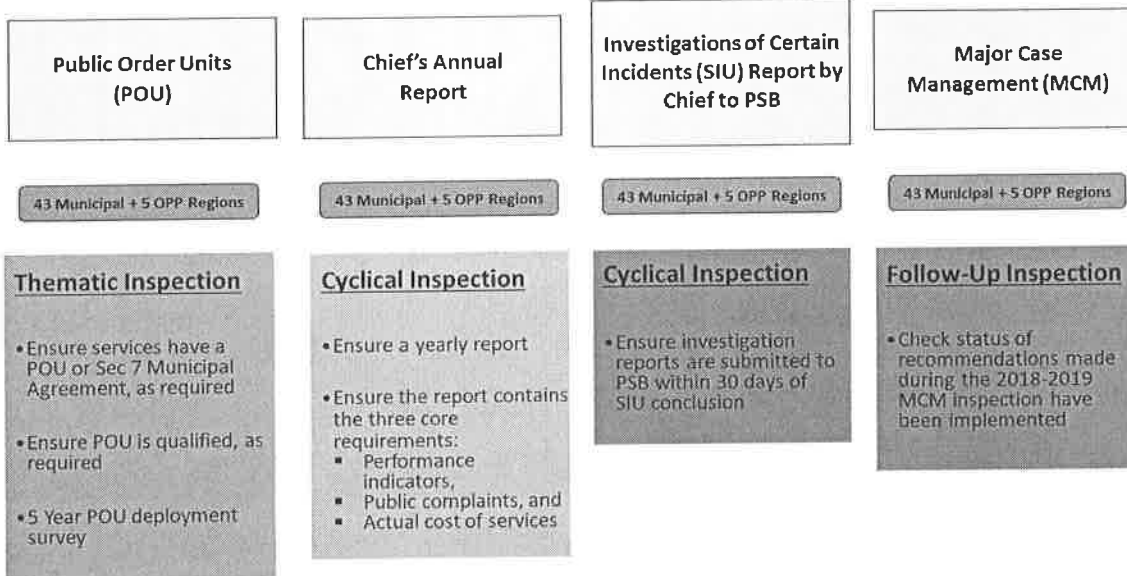 Public Order Units
(POU)
43 Municipal + 5 OPP Regions
Thematic Inspection
•Ensure services have a
POU or Sec 7 Municipal
Agreement, as required
•Ensure POU is qualified, as
required
•5 Year POU deployment
survey
Chief's Annual
Report
43 Municipal + 5 OPP Regions
Cyclical Inspection
•Ensure a yearly report
•Ensure the report contains
the three core
requirements:
▪ Performance
indicators,
▪ Public complaints, and
▪ Actual cost of services
Investigations of Certain
Incidents (SIU) Report by
Chief to PSB
43 Municipal + 5 OPP Regions
Cyclical Inspection
•Ensure investigation
reports are submitted to
PSB within 30 days of
SIU conclusion
Major Case
Management (MCM)
43 Municipal + 5 OPP Regions
Follow-Up Inspection
•Check status of
recommendations made
during the 2018-2019
MCM inspection have
been implemented